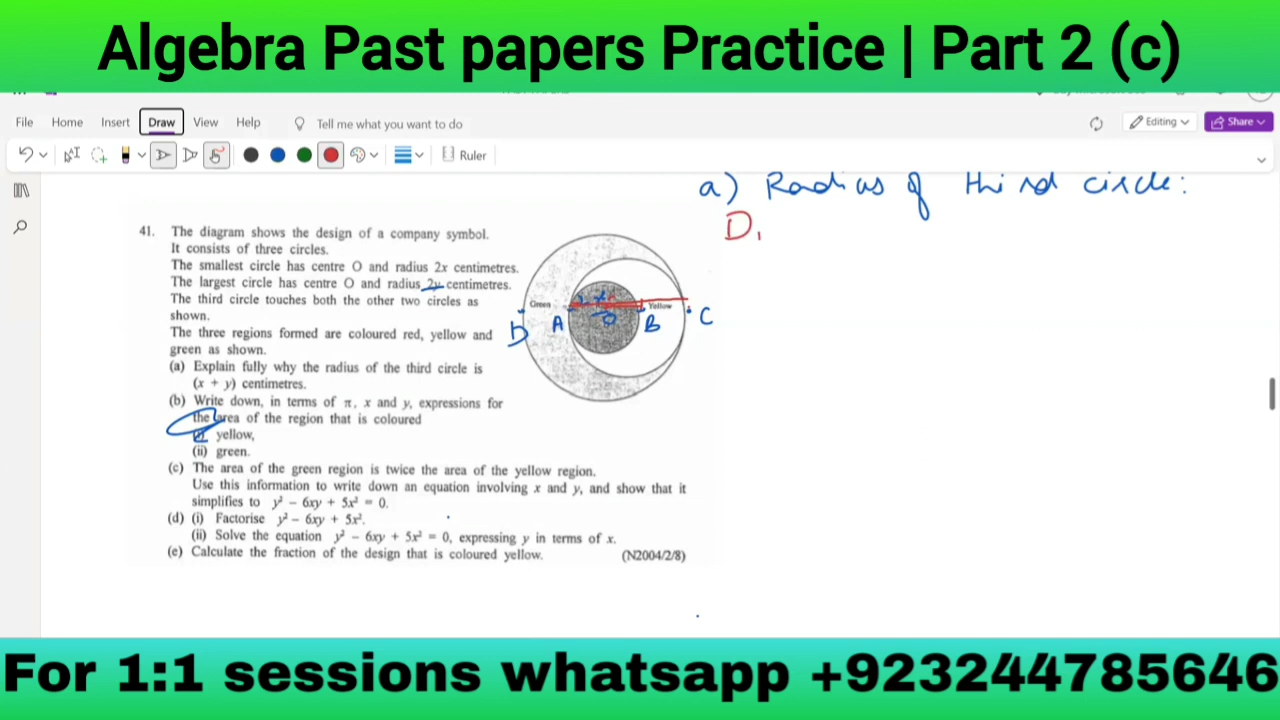 Algebra Past papers Practice | Part 2 (c)
File Home Insert Draw View Help Tell me what you want to do Editing Share
Ruler
a) Radius of third circle:
D,
41. The diagram shows the design of a company symbol.
It consists of three circles.
The smallest circle has centre O and radius 2x centimetres.
The largest circle has centre O and radius 2y centimetres.
The third circle touches both the other two circles as
shown.
The three regions formed are coloured red, yellow and
green as shown.
(a) Explain fully why the radius of the third circle is
(x + y) centimetres.
(b) Write down, in terms of π, x and y, expressions for
the area of the region that is coloured
(i) yellow,
(ii) green.
(c) The area of the green region is twice the area of the yellow region.
Use this information to write down an equation involving x and y, and show that it
simplifies to y² – 6xy + 5x² = 0.
(d) (i) Factorise y² – 6xy + 5x².
(ii) Solve the equation y² – 6xy + 5x² = 0, expressing y in terms of x.
(e) Calculate the fraction of the design that is coloured yellow. (N2004/2/8)
Green Yellow
D A O B C
For 1:1 sessions whatsapp +923244785646